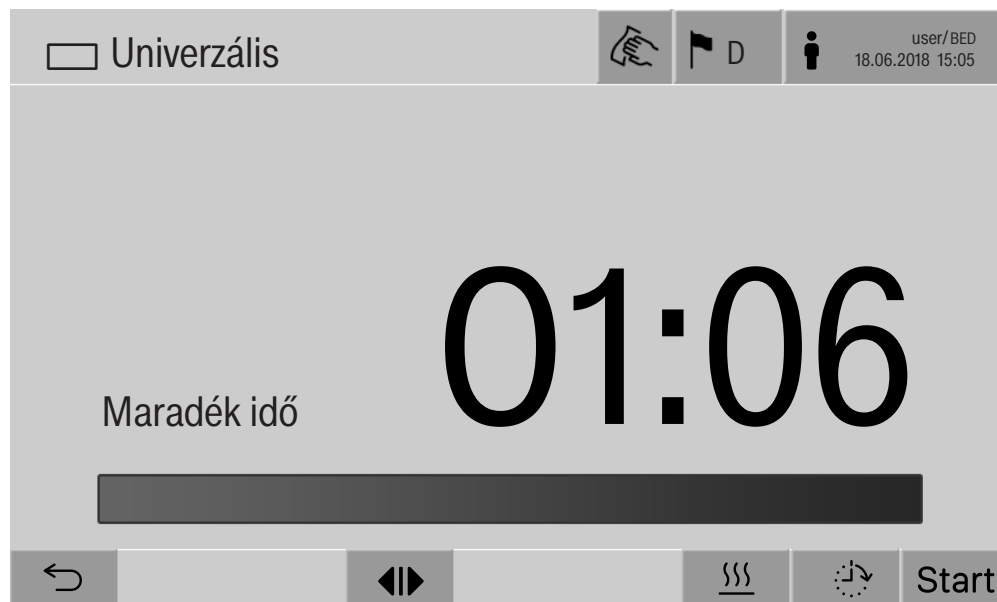 Univerzális
D
user/BED
18.06.2018 15:05
01:06
Maradék idő
Start